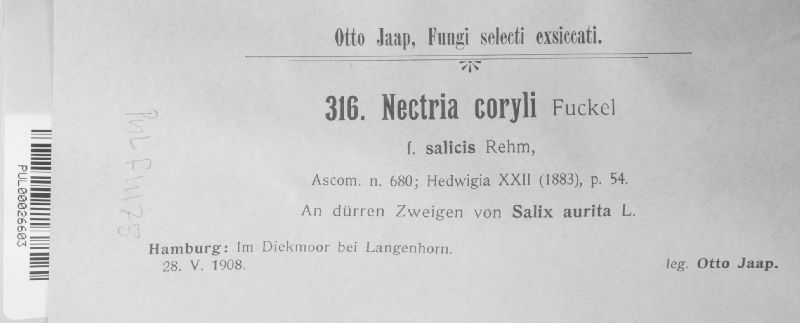 Otto Jaap, Fungi selecti exsiccati.
316. Nectria coryli Fuckel
f. salicis Rehm,
Ascom. n. 680; Hedwigia XXII (1883), p. 54.
An dürren Zweigen von Salix aurita L.
Hamburg: Im Diekmoor bei Langenhorn.
28. V. 1908.
leg. Otto Jaap.
PUL00026603